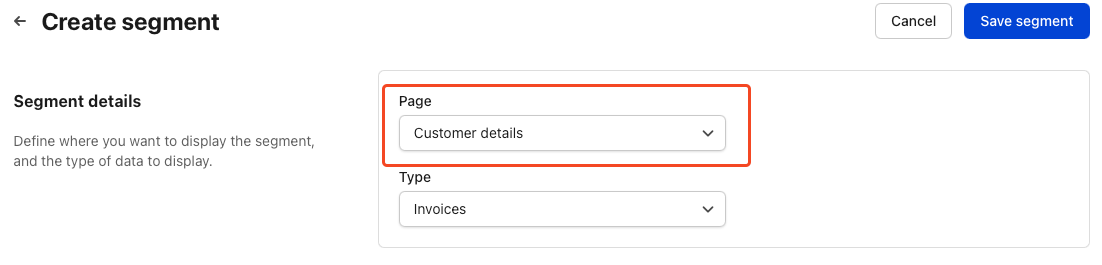 Create segment
Cancel
Save segment
Segment details
Define where you want to display the segment,
and the type of data to display.
Page
Customer details
Type
Invoices